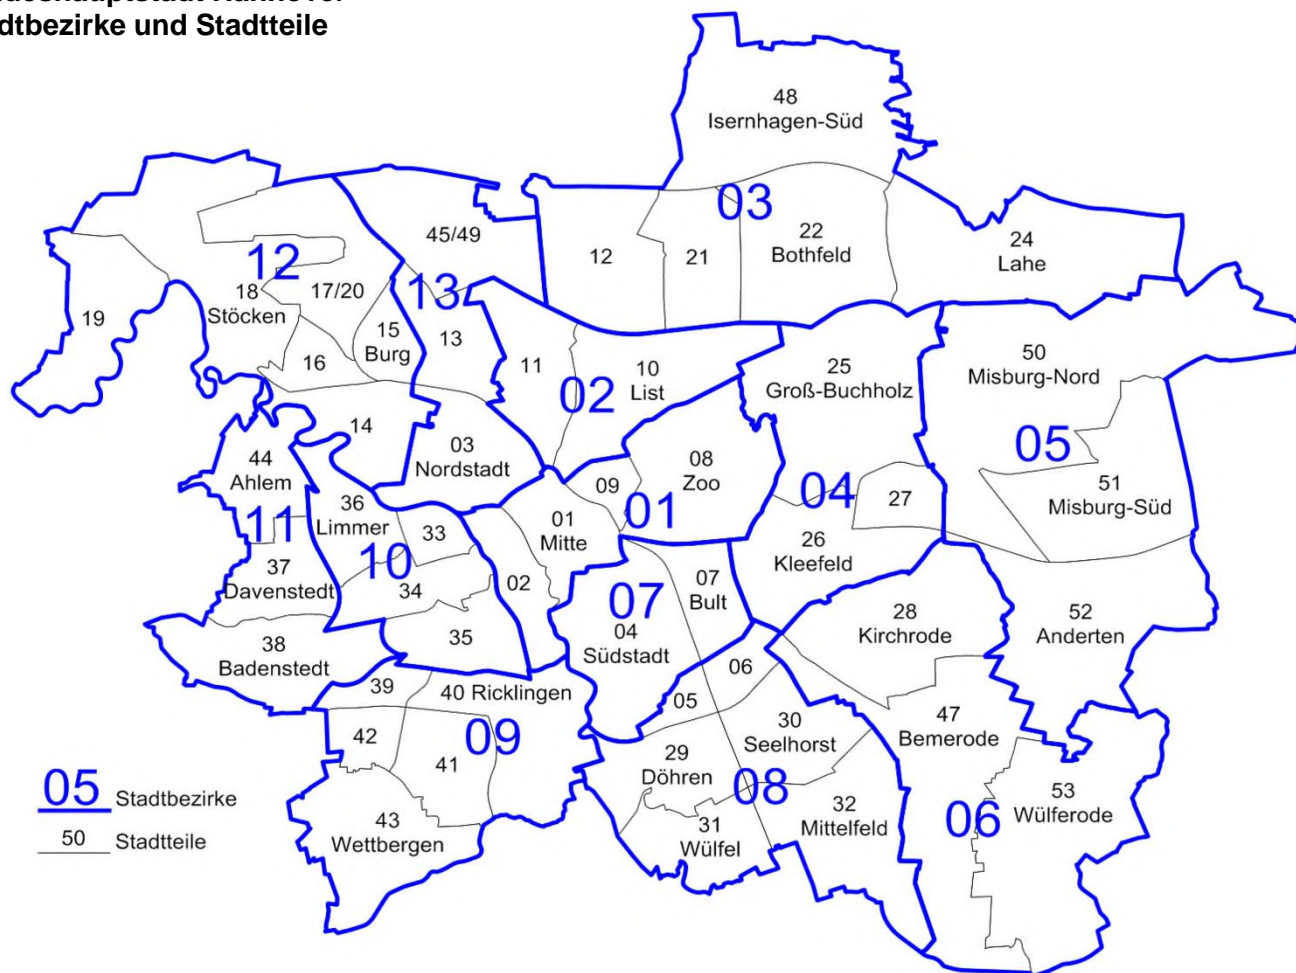 dtbezirke und Stadtteile
48
Isernhagen-Süd
03
45/49
12
21
22
Bothfeld
24
Lahe
12
13
18
Stöcken
17/20
19
15
Burg
13
16
11
10
List
02
25
Groß-Buchholz
50
Misburg-Nord
05
14
03
Nordstadt
44
Ahlem
08
Zoo
09
01
04
27
51
Misburg-Süd
36
Limmer
33
01
Mitte
11
10
26
Kleefeld
37
Davenstedt
34
02
07
07
Bult
04
Südstadt
28
Kirchrode
52
Anderten
38
Badenstedt
35
39
40 Ricklingen
06
05
30
Seelhorst
47
Bemerode
42
41
09
29
Döhren
08
05 Stadtbezirke
50 Stadtteile
43
Wettbergen
31
Wülfel
32
Mittelfeld
06
53
Wülferode